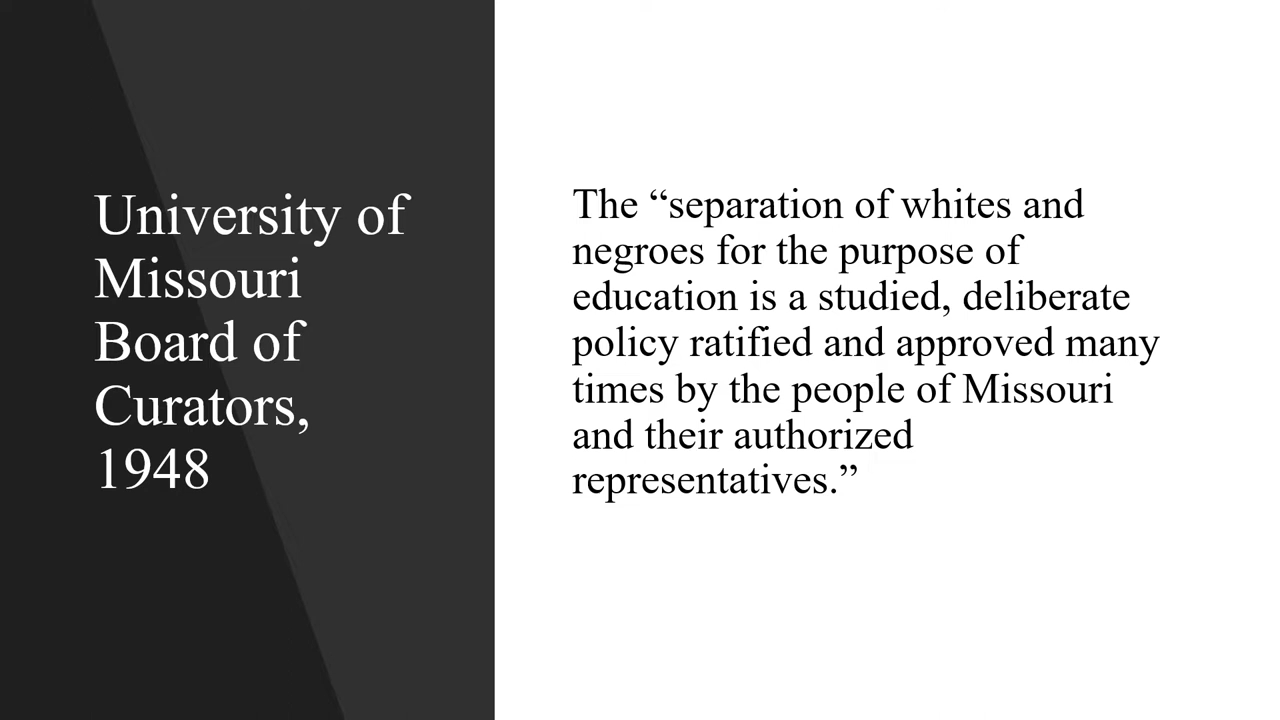 University of
Missouri
Board of
Curators,
1948
The “separation of whites and
negroes for the purpose of
education is a studied, deliberate
policy ratified and approved many
times by the people of Missouri
and their authorized
representatives.”